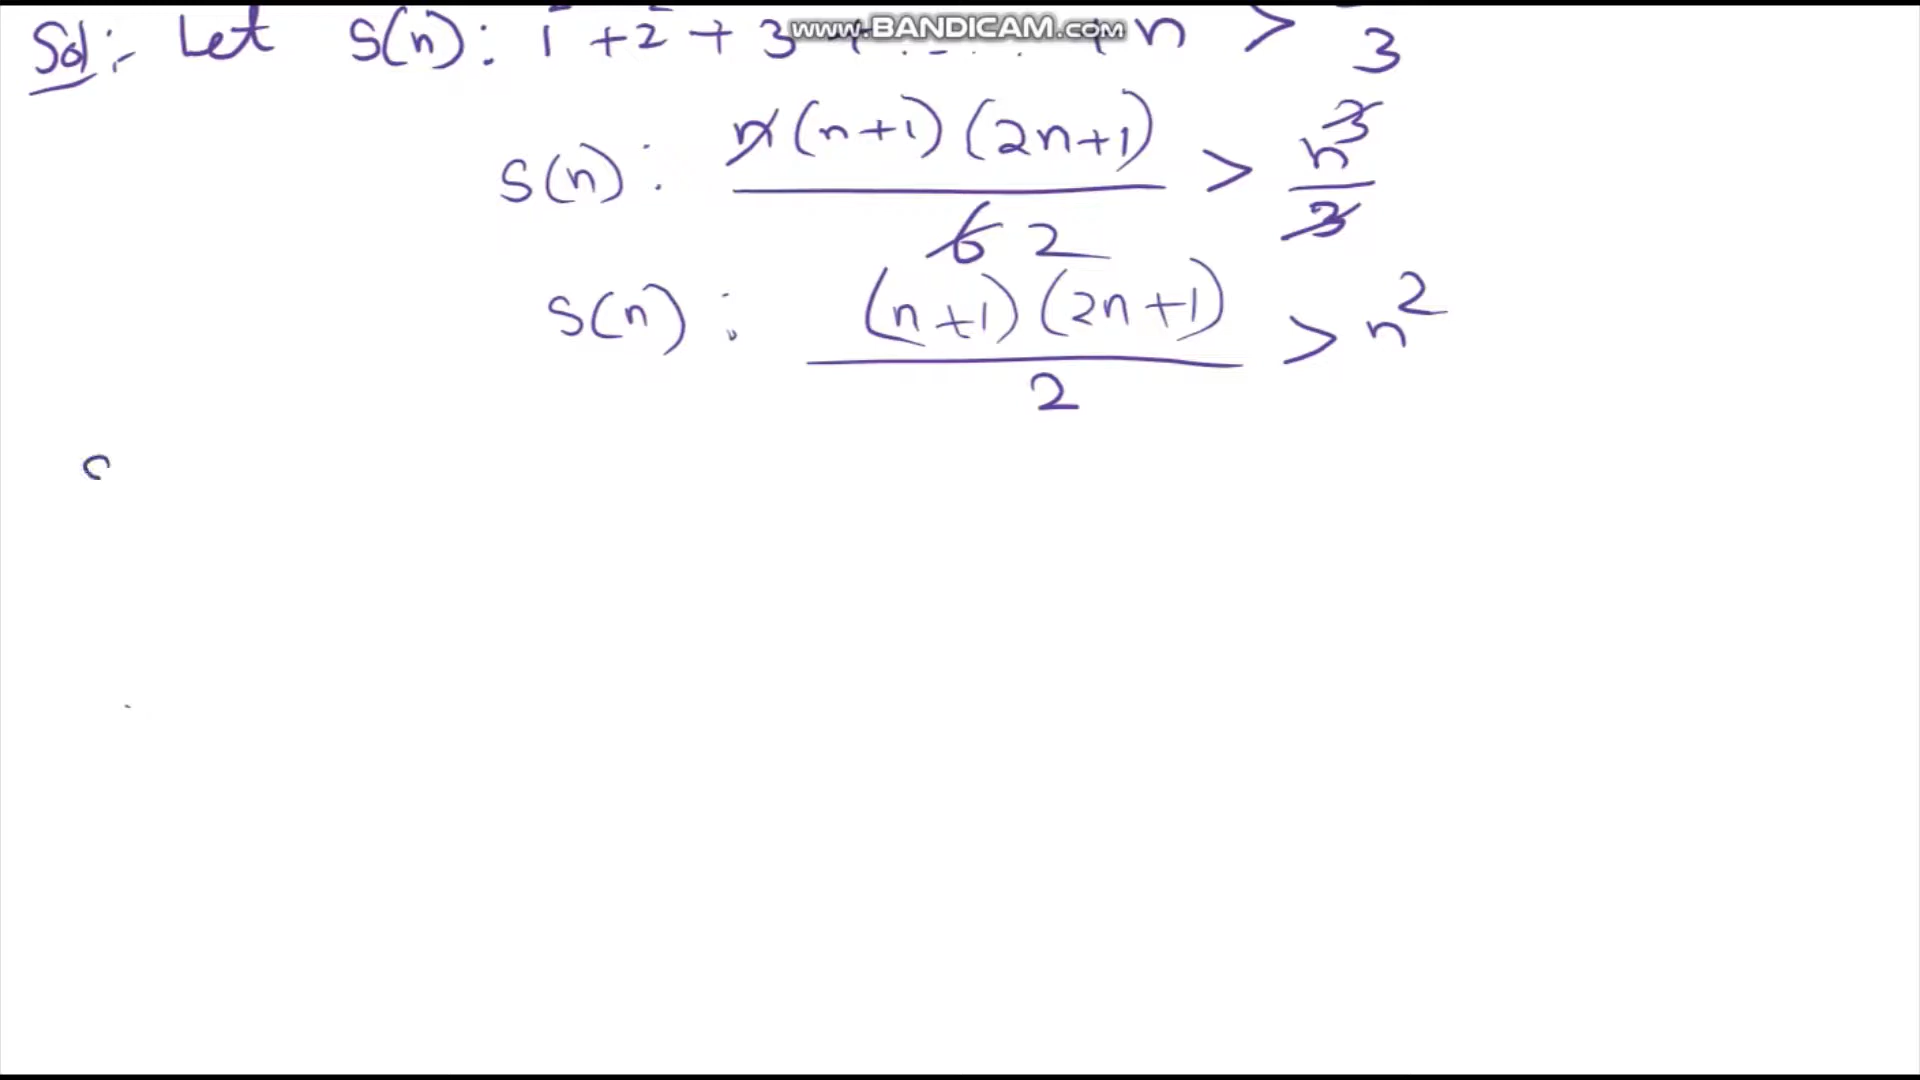 Sol:- Let S(n): 1 + 2 + 3 + .... + n > 3
www.BANDICAM.com
S(n): n(n+1)(2n+1) / 6 2 > n^3 / 3
S(n): (n+1)(2n+1) / 2 > n^2